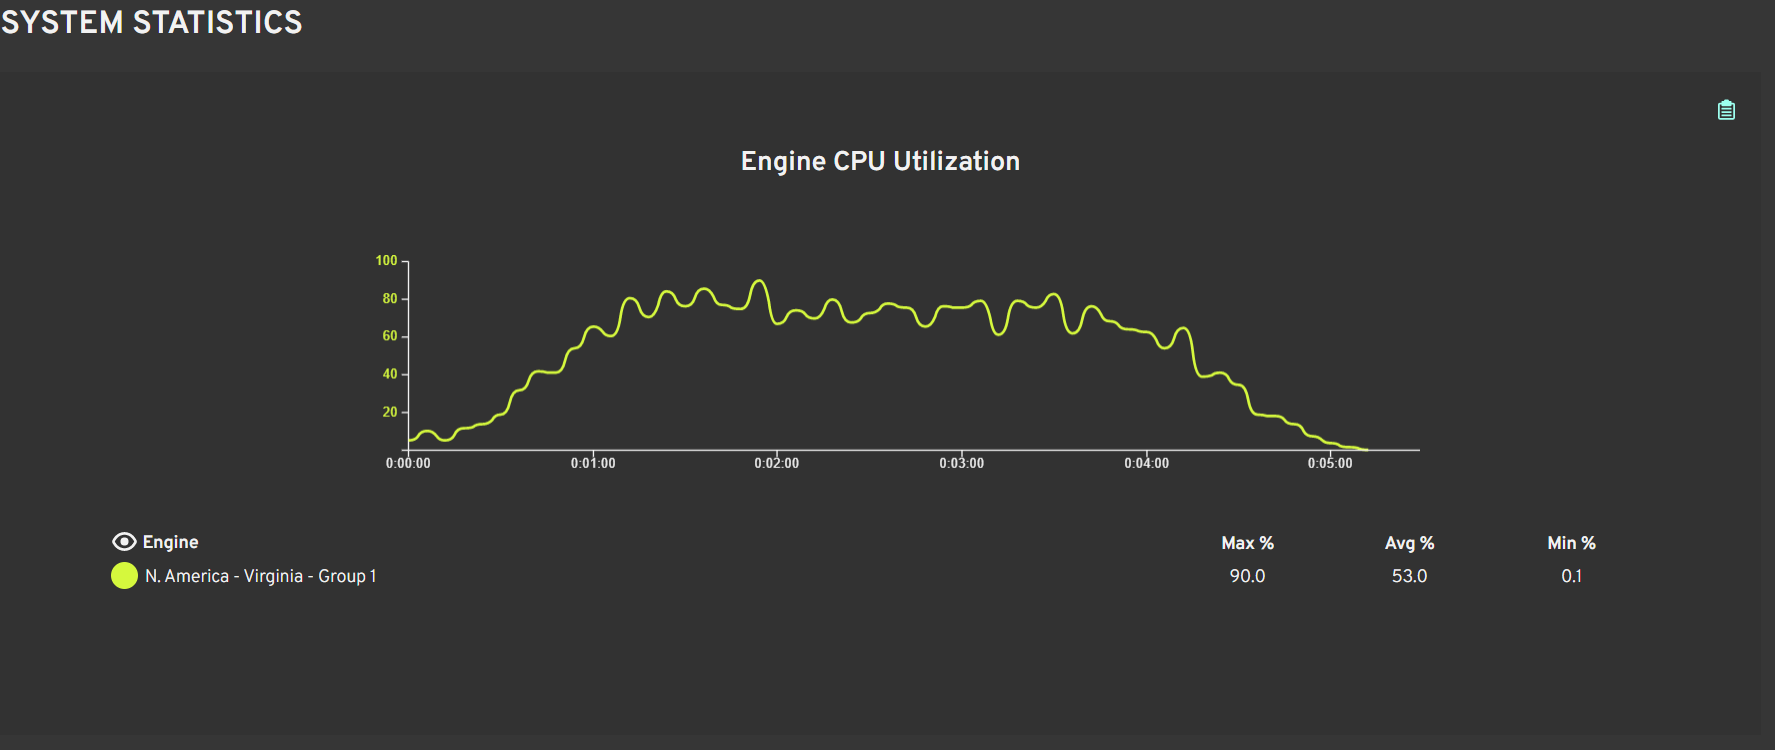 SYSTEM STATISTICS
Engine CPU Utilization
100
80
60
40
20
0:00:00 0:01:00 0:02:00 0:03:00 0:04:00 0:05:00
Engine Max % Avg % Min %
N. America - Virginia - Group 1 90.0 53.0 0.1